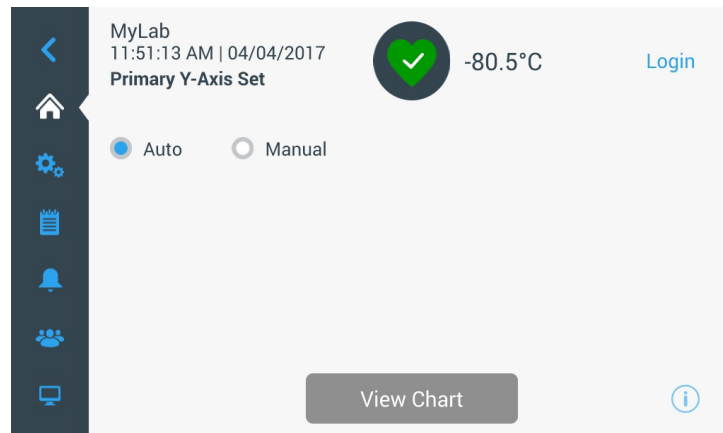 MyLab
11:51:13 AM | 04/04/2017
Primary Y-Axis Set
-80.5°C
Login
Auto
Manual
View Chart
i